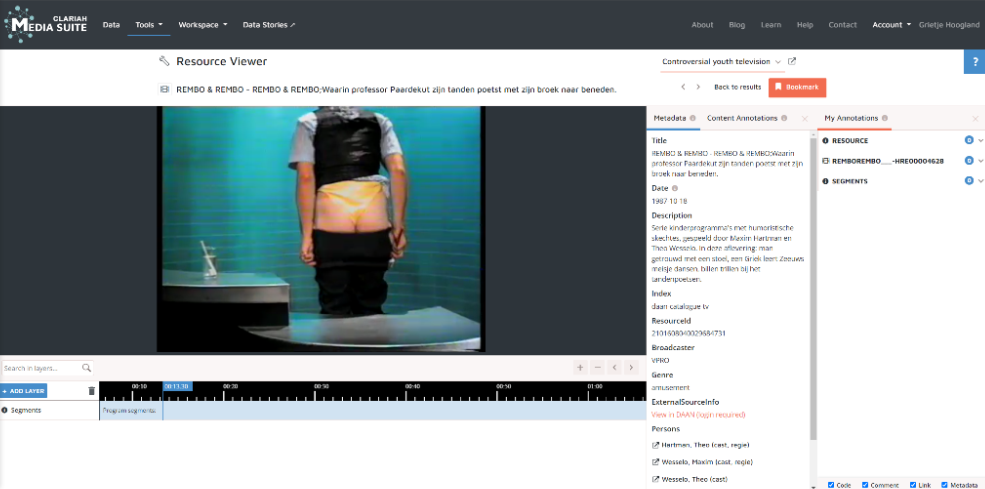 CLARIAH
MEDIA SUITE
Data
Tools
Workspace
Data Stories
About
Blog
Learn
Help
Contact
Account
Grietje Hoogland
Resource Viewer
Controversial youth television
?
REMBO & REMBO - REMBO & REMBO;Waarin professor Paardekut zijn tanden poetst met zijn broek naar beneden.
Back to results
Bookmark
Metadata
Content Annotations
My Annotations
Title
REMBO & REMBO - REMBO & REMBO;Waarin
professor Paardekut zijn tanden poetst met zijn
broek naar beneden.
Date
1987 10 18
Description
Serie kinderprogramma's met humoristische
skechtes, gespeeld door Maxim Hartman en
Theo Wesselo. In deze aflevering: man
getrouwd met een stoel, een Griek leert Zeeuws
meisje dansen, billen trillen bij het
tandenpoetsen.
Index
daan catalogue tv
ResourceId
2101608040029684731
Broadcaster
VPRO
Genre
amusement
ExternalSourceInfo
View in DAAN (login required)
Persons
Hartman, Theo (cast, regie)
Wesselo, Maxim (cast, regie)
Wesselo, Theo (cast)
RESOURCE
0
REMBOREMBO___-HRE00004628
0
SEGMENTS
0
Search in layers...
+ ADD LAYER
00:10
00:13.30
00:20
00:30
00:40
00:50
01:00
Segments
Program segments
Code
Comment
Link
Metadata